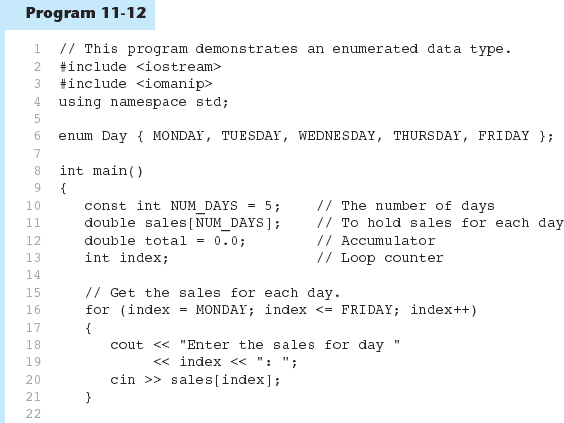 Program 11-12
1 // This program demonstrates an enumerated data type.
2 #include <iostream>
3 #include <iomanip>
4 using namespace std;
5
6 enum Day { MONDAY, TUESDAY, WEDNESDAY, THURSDAY, FRIDAY };
7
8 int main()
9 {
10    const int NUM_DAYS = 5;    // The number of days
11    double sales[NUM_DAYS];    // To hold sales for each day
12    double total = 0.0;        // Accumulator
13    int index;                 // Loop counter
14
15    // Get the sales for each day.
16    for (index = MONDAY; index <= FRIDAY; index++)
17    {
18       cout << "Enter the sales for day "
19            << index << ": ";
20       cin >> sales[index];
21    }
22